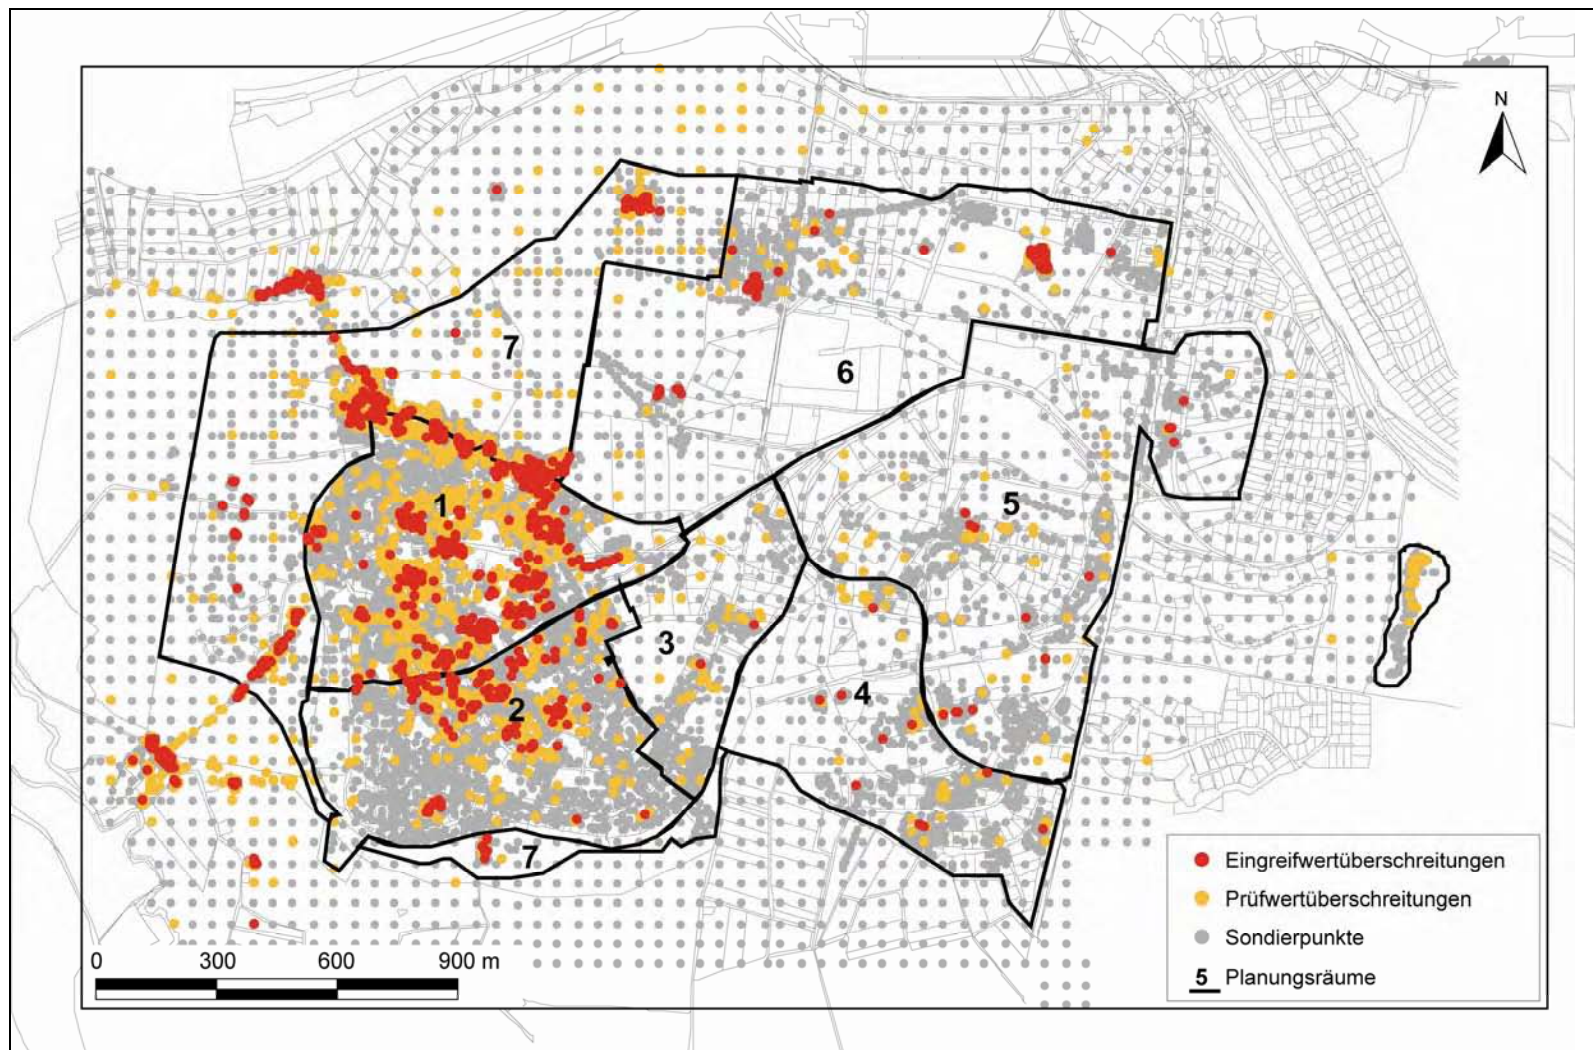 N
7
6
1
5
3
4
2
7
Eingreifwertüberschreitungen
Prüfwertüberschreitungen
Sondierpunkte
5 Planungsräume
0 300 600 900 m